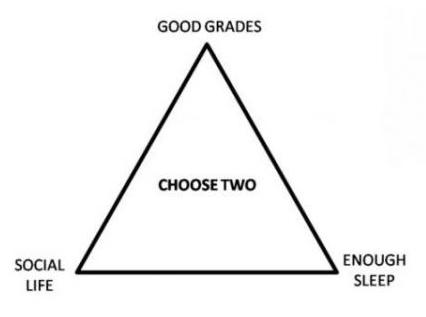 GOOD GRADES
CHOOSE TWO
SOCIAL
LIFE
ENOUGH
SLEEP